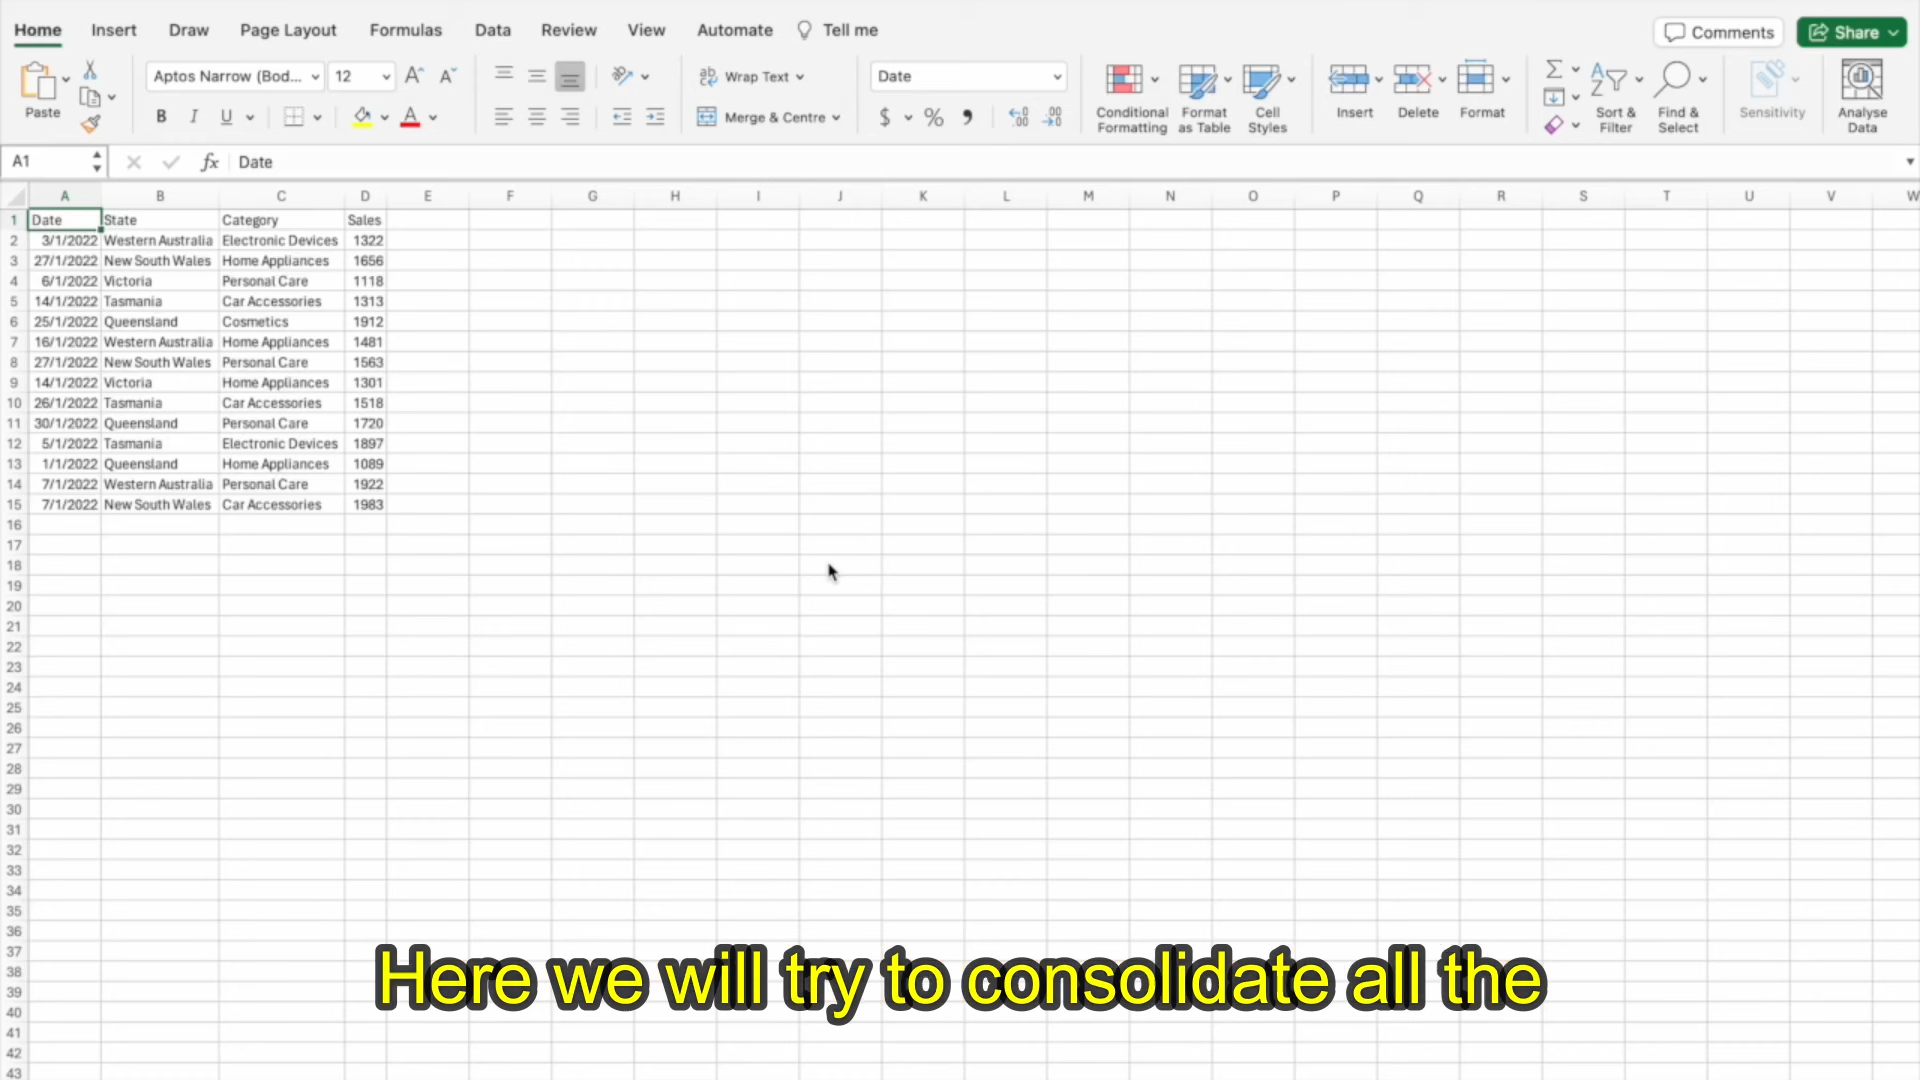 Home Insert Draw Page Layout Formulas Data Review View Automate Tell me Comments Share
Paste Aptos Narrow (Bod... 12 Wrap Text Date
B I U A Merge & Centre $ %
Conditional Formatting Format as Table Cell Styles Insert Delete Format Sort & Filter Find & Select Sensitivity Analyse Data
A1 fx Date
A B C D E F G H I J K L M N O P Q R S T U V W
1 Date State Category Sales
2 3/1/2022 Western Australia Electronic Devices 1322
3 27/1/2022 New South Wales Home Appliances 1656
4 6/1/2022 Victoria Personal Care 1118
5 14/1/2022 Tasmania Car Accessories 1313
6 25/1/2022 Queensland Cosmetics 1912
7 16/1/2022 Western Australia Home Appliances 1481
8 27/1/2022 New South Wales Personal Care 1563
9 14/1/2022 Victoria Home Appliances 1301
10 26/1/2022 Tasmania Car Accessories 1518
11 30/1/2022 Queensland Personal Care 1720
12 5/1/2022 Tasmania Electronic Devices 1897
13 1/1/2022 Queensland Home Appliances 1089
14 7/1/2022 Western Australia Personal Care 1922
15 7/1/2022 New South Wales Car Accessories 1983
16
17
18
19
20
21
22
23
24
25
26
27
28
29
30
31
32
33
34
35
36
37
38
39
40
41
42
43
Here we will try to consolidate all the